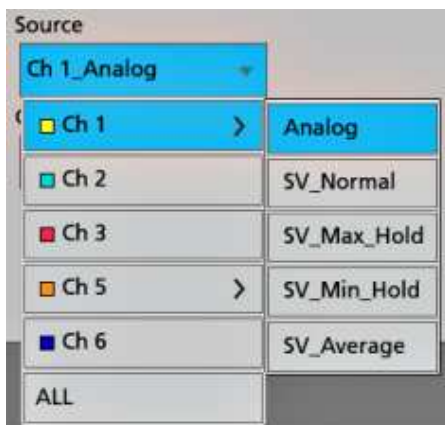 Source
Ch 1_Analog
Ch 1 >
Analog
Ch 2
SV_Normal
Ch 3
SV_Max_Hold
Ch 5 >
SV_Min_Hold
Ch 6
SV_Average
ALL